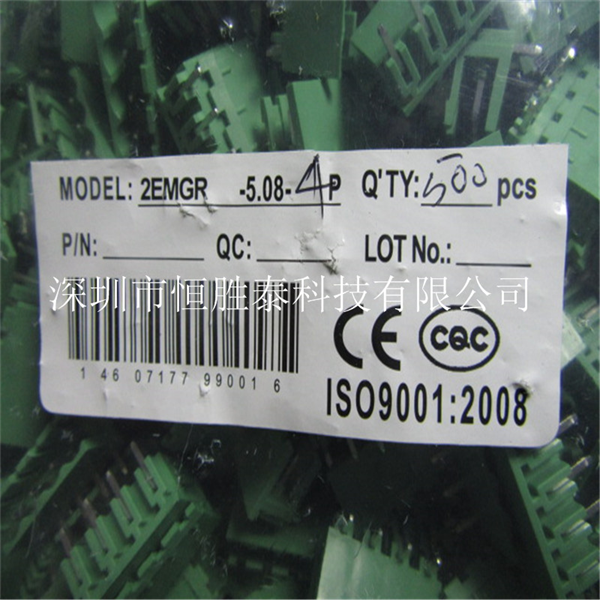 MODEL: 2EMGR -5.08-4P Q'TY: 500 pcs
P/N: QC: LOT No.:
深圳市恒胜泰科技有限公司
CE CQC
1 46 07177 99001 6
ISO9001:2008